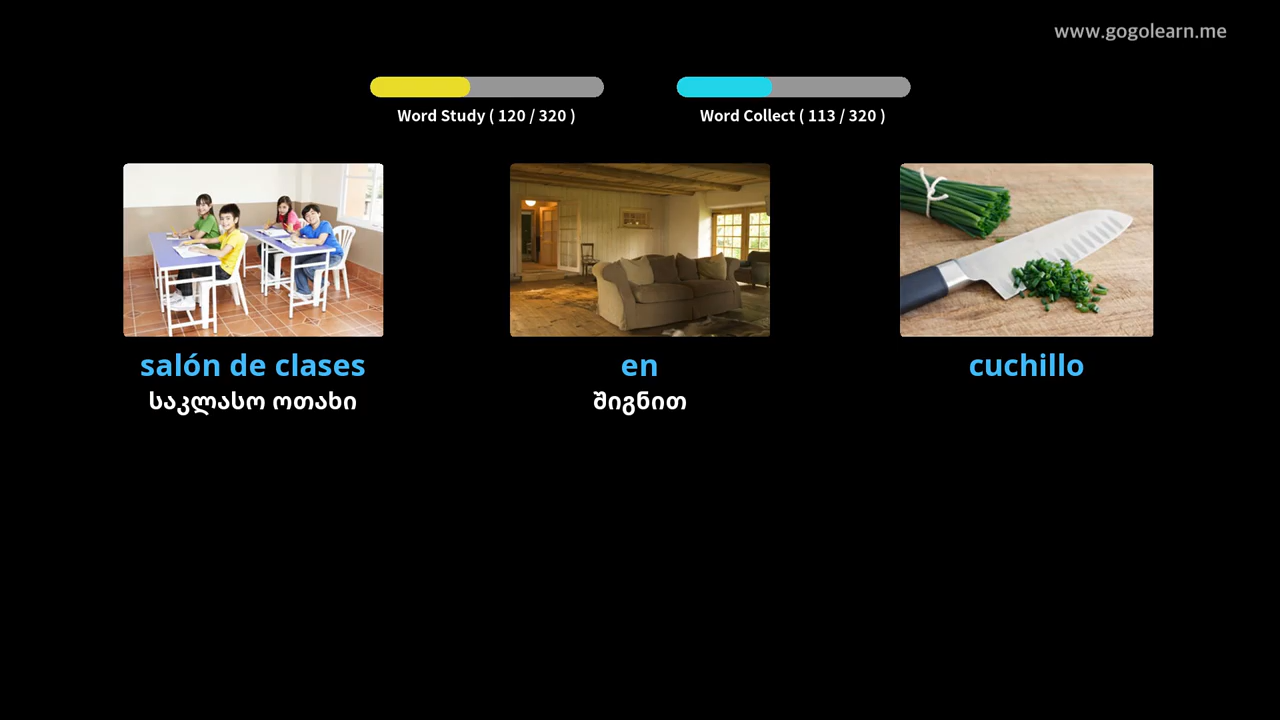 www.gogolearn.me
Word Study ( 120 / 320 )
Word Collect ( 113 / 320 )
salón de clases
საკლასო ოთახი
en
შიგნით
cuchillo